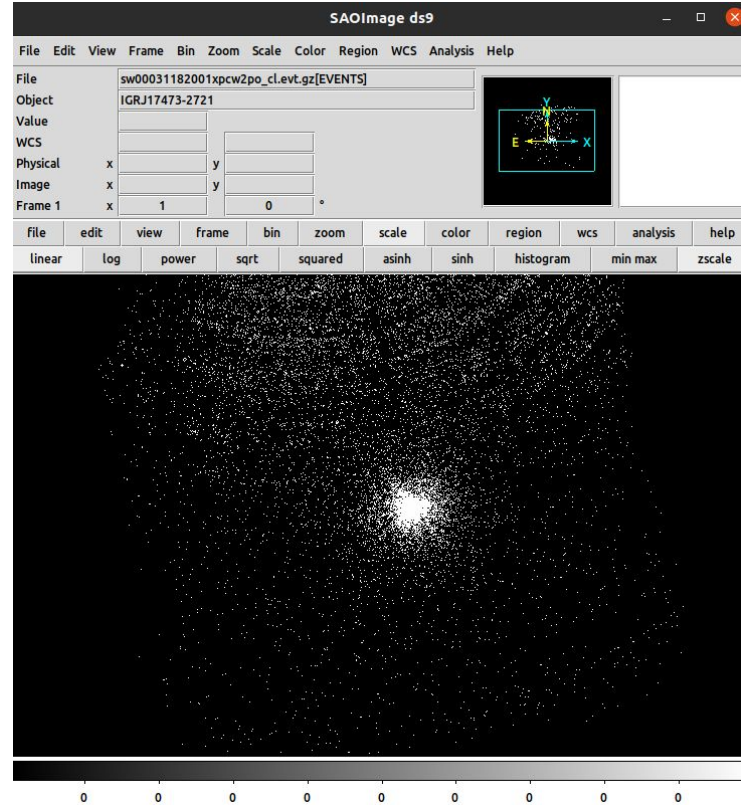 SAOImage ds9
File Edit View Frame Bin Zoom Scale Color Region WCS Analysis Help
File sw00031182001xpcw2po_cl.evt.gz[EVENTS]
Object IGRJ17473-2721
Value
WCS
Physical x y
Image x y
Frame 1 x 1 0 °
Y
N
E X
file edit view frame bin zoom scale color region wcs analysis help
linear log power sqrt squared asinh sinh histogram min max zscale
0 0 0 0 0 0 0 0 0